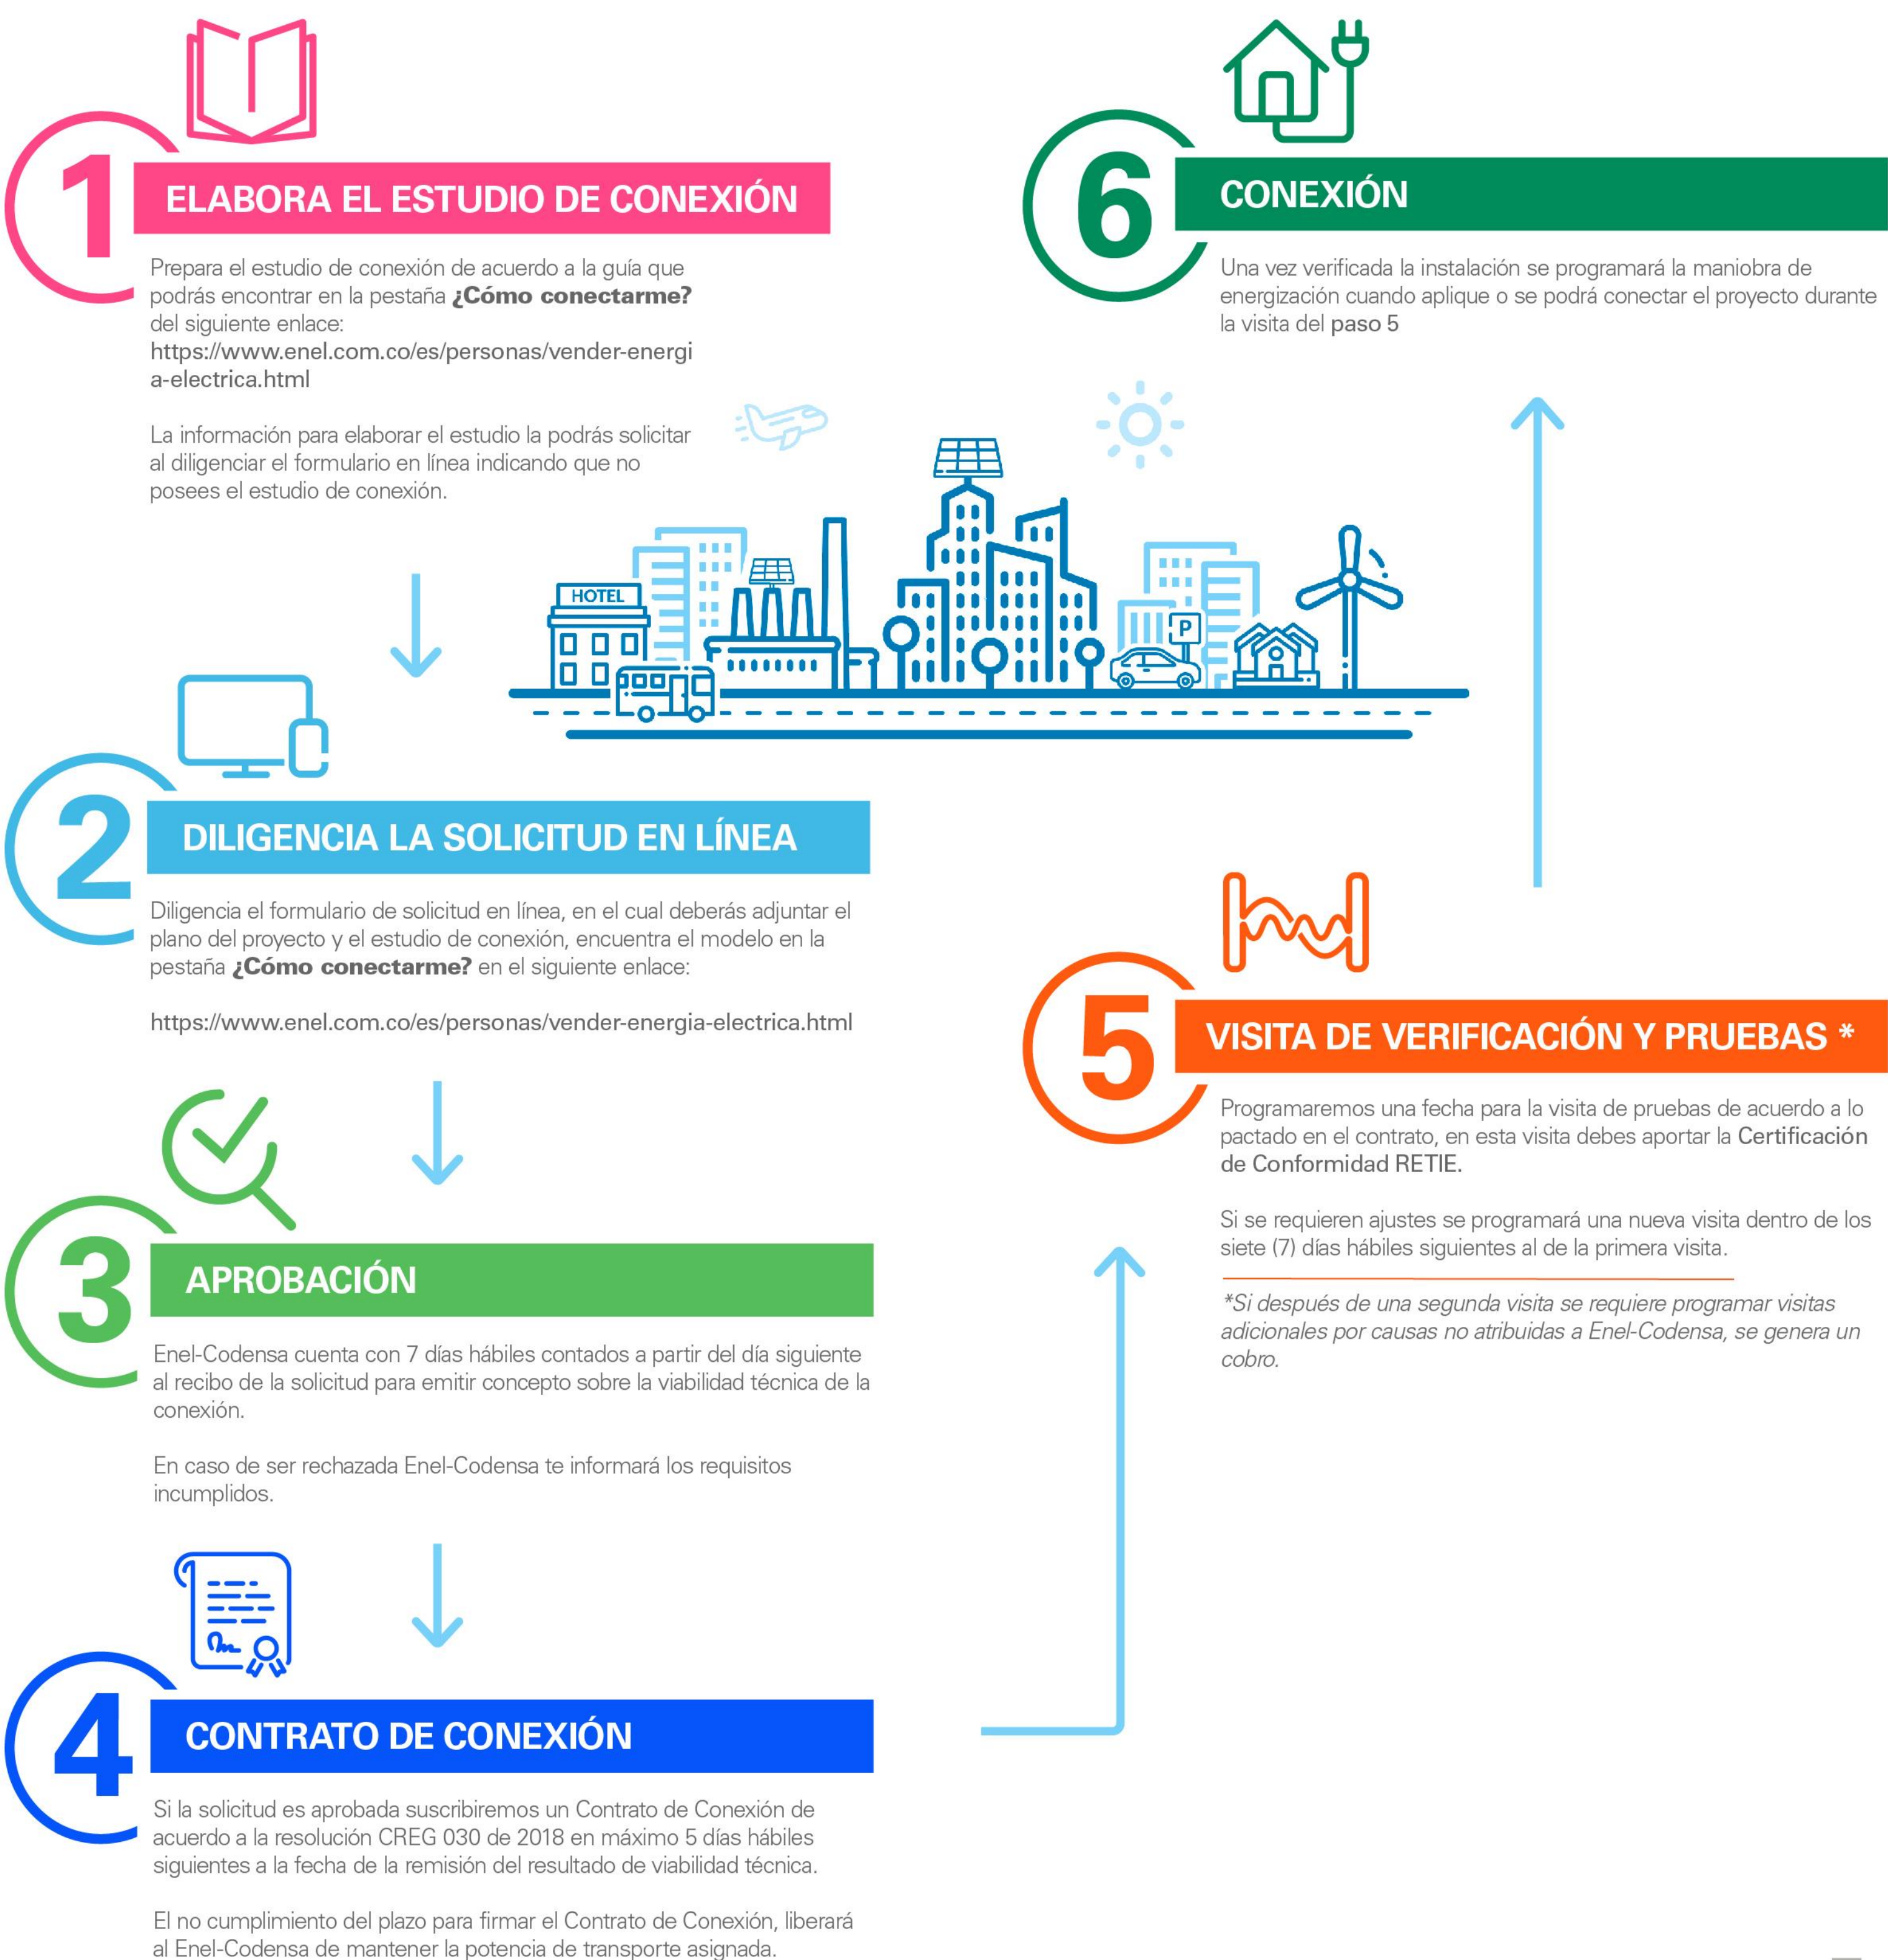 1
ELABORA EL ESTUDIO DE CONEXIÓN
Prepara el estudio de conexión de acuerdo a la guía que
podrás encontrar en la pestaña ¿Cómo conectarme?
del siguiente enlace:
https://www.enel.com.co/es/personas/vender-energi
a-electrica.html
La información para elaborar el estudio la podrás solicitar
al diligenciar el formulario en línea indicando que no
posees el estudio de conexión.
HOTEL
P
2
DILIGENCIA LA SOLICITUD EN LÍNEA
Diligencia el formulario de solicitud en línea, en el cual deberás adjuntar el
plano del proyecto y el estudio de conexión, encuentra el modelo en la
pestaña ¿Cómo conectarme? en el siguiente enlace:
https://www.enel.com.co/es/personas/vender-energia-electrica.html
3
APROBACIÓN
Enel-Codensa cuenta con 7 días hábiles contados a partir del día siguiente
al recibo de la solicitud para emitir concepto sobre la viabilidad técnica de la
conexión.
En caso de ser rechazada Enel-Codensa te informará los requisitos
incumplidos.
4
CONTRATO DE CONEXIÓN
Si la solicitud es aprobada suscribiremos un Contrato de Conexión de
acuerdo a la resolución CREG 030 de 2018 en máximo 5 días hábiles
siguientes a la fecha de la remisión del resultado de viabilidad técnica.
El no cumplimiento del plazo para firmar el Contrato de Conexión, liberará
al Enel-Codensa de mantener la potencia de transporte asignada.
5
VISITA DE VERIFICACIÓN Y PRUEBAS *
Programaremos una fecha para la visita de pruebas de acuerdo a lo
pactado en el contrato, en esta visita debes aportar la Certificación
de Conformidad RETIE.
Si se requieren ajustes se programará una nueva visita dentro de los
siete (7) días hábiles siguientes al de la primera visita.
*Si después de una segunda visita se requiere programar visitas
adicionales por causas no atribuidas a Enel-Codensa, se genera un
cobro.
6
CONEXIÓN
Una vez verificada la instalación se programará la maniobra de
energización cuando aplique o se podrá conectar el proyecto durante
la visita del paso 5